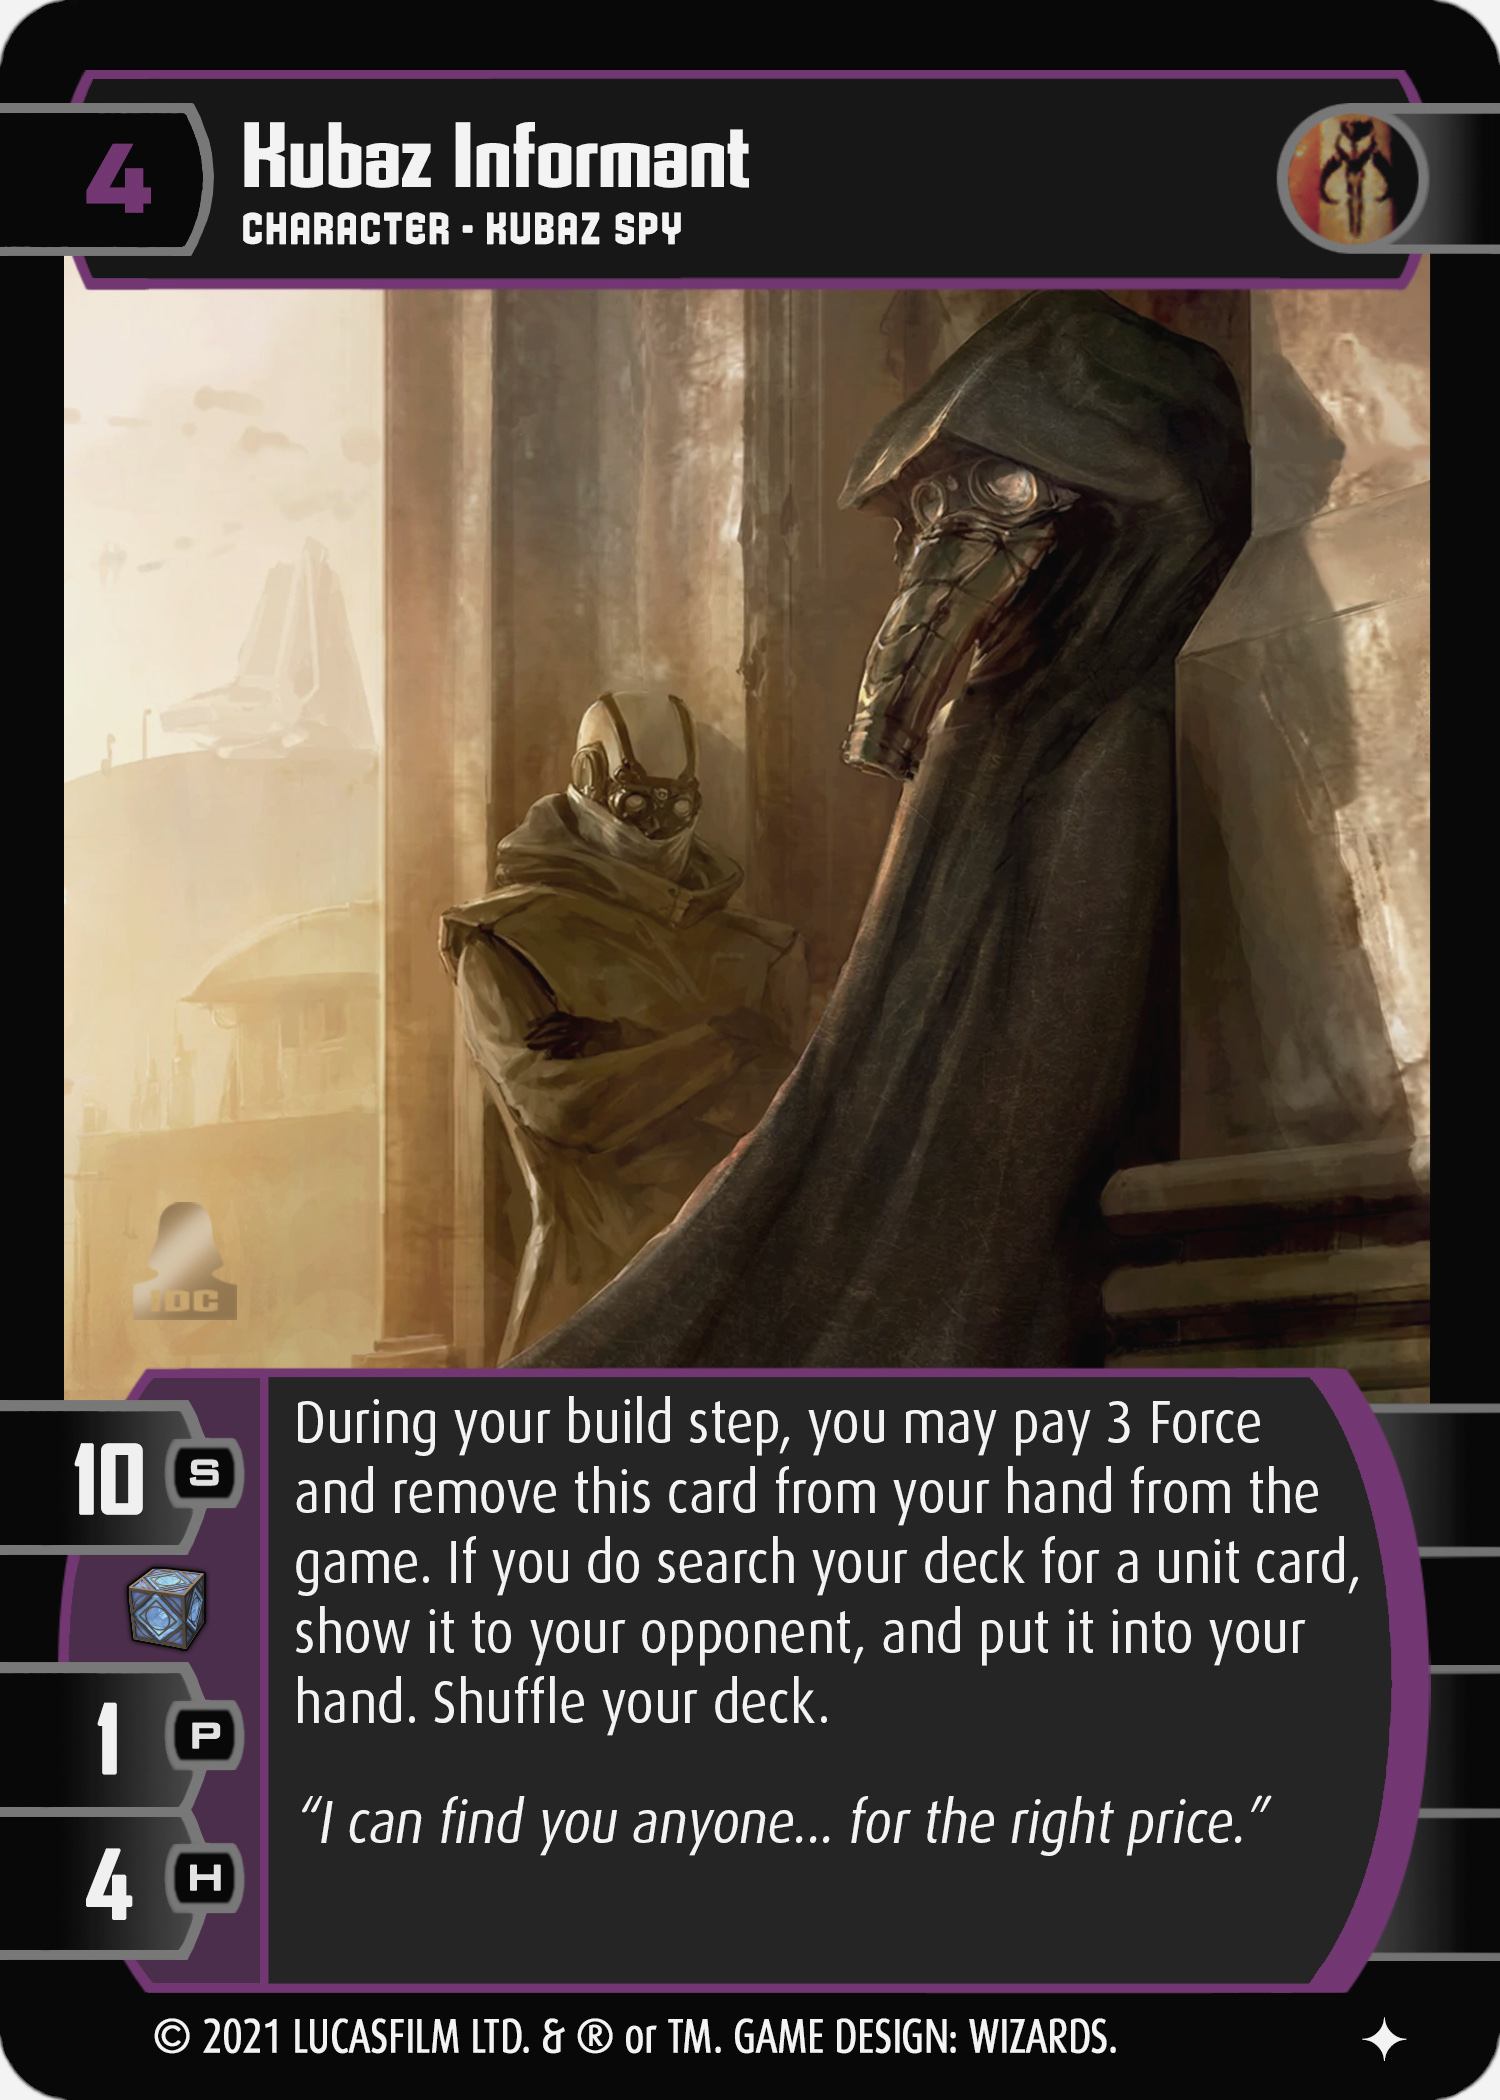 4
Kubaz Informant
CHARACTER - KUBAZ SPY
IDC
10 S
During your build step, you may pay 3 Force
and remove this card from your hand from the
game. If you do search your deck for a unit card,
show it to your opponent, and put it into your
hand. Shuffle your deck.
1 P
“I can find you anyone... for the right price.”
4 H
© 2021 LUCASFILM LTD. & ® or TM. GAME DESIGN: WIZARDS.